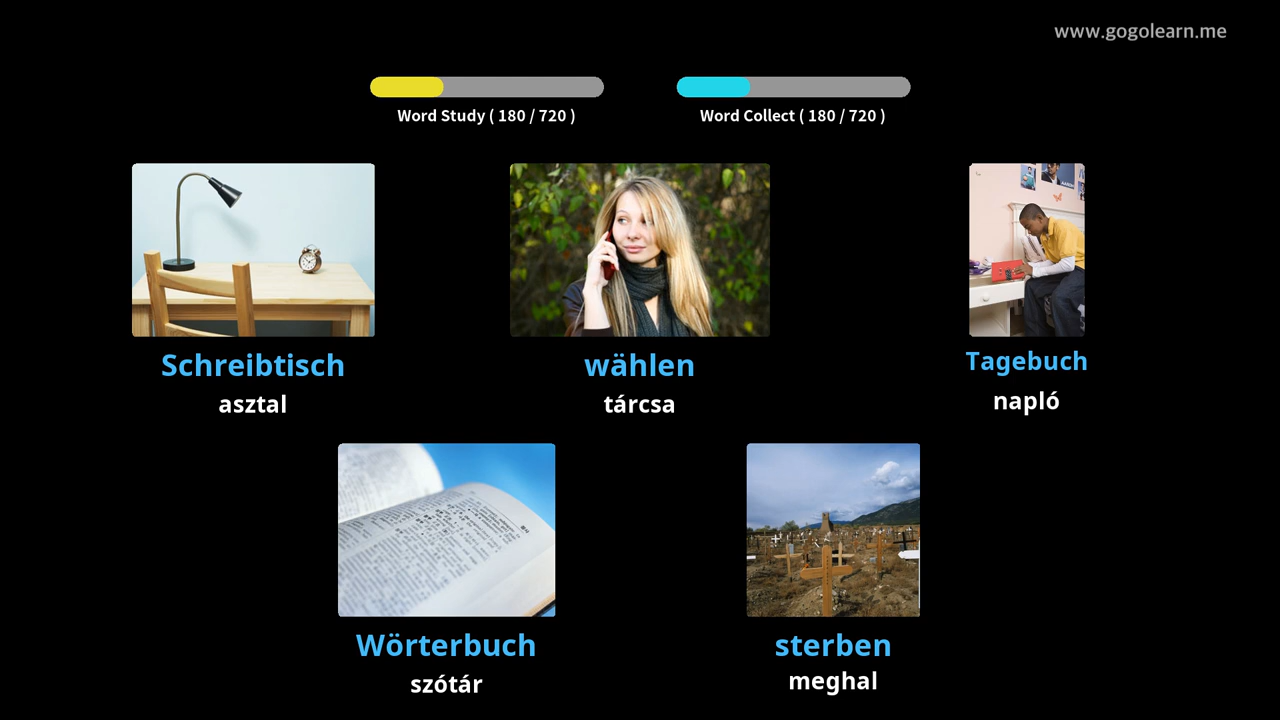 www.gogolearn.me
Word Study ( 180 / 720 )
Word Collect ( 180 / 720 )
Schreibtisch
asztal
wählen
tárcsa
Tagebuch
napló
Wörterbuch
szótár
sterben
meghal